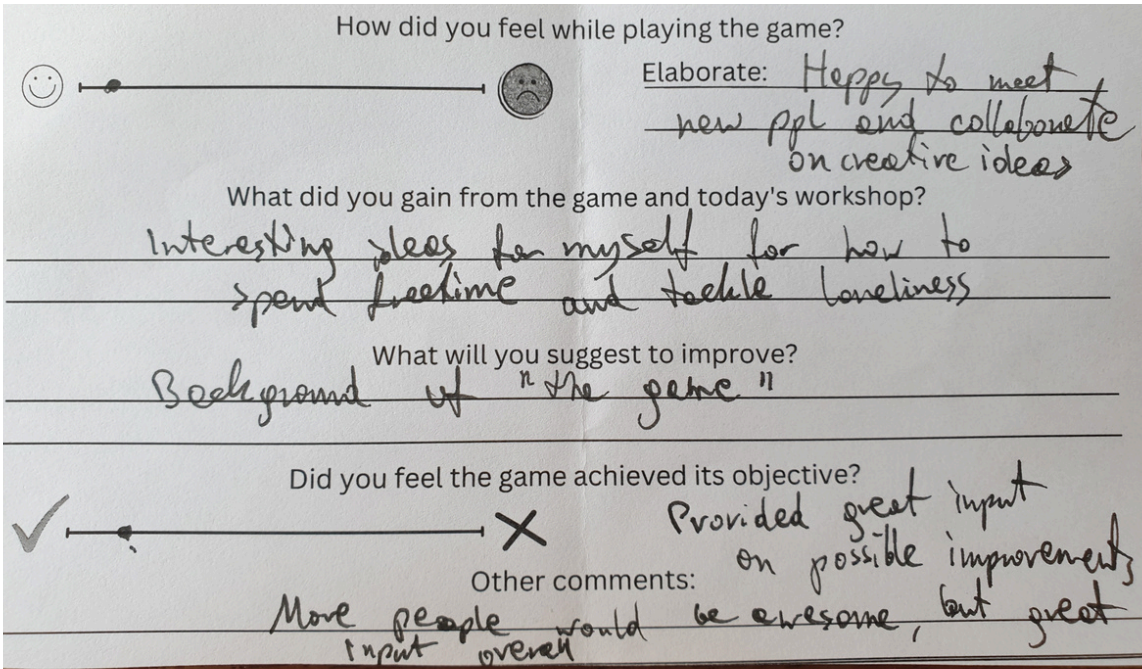 How did you feel while playing the game?
Elaborate: Happy to meet
new ppl and collaborate
on creative ideas
What did you gain from the game and today's workshop?
Interesting ideas for myself for how to
spend freetime and tackle loneliness
What will you suggest to improve?
Background of "the game"
Did you feel the game achieved its objective?
Provided great input
on possible improvements
Other comments:
More people would be awesome, but great
input overall